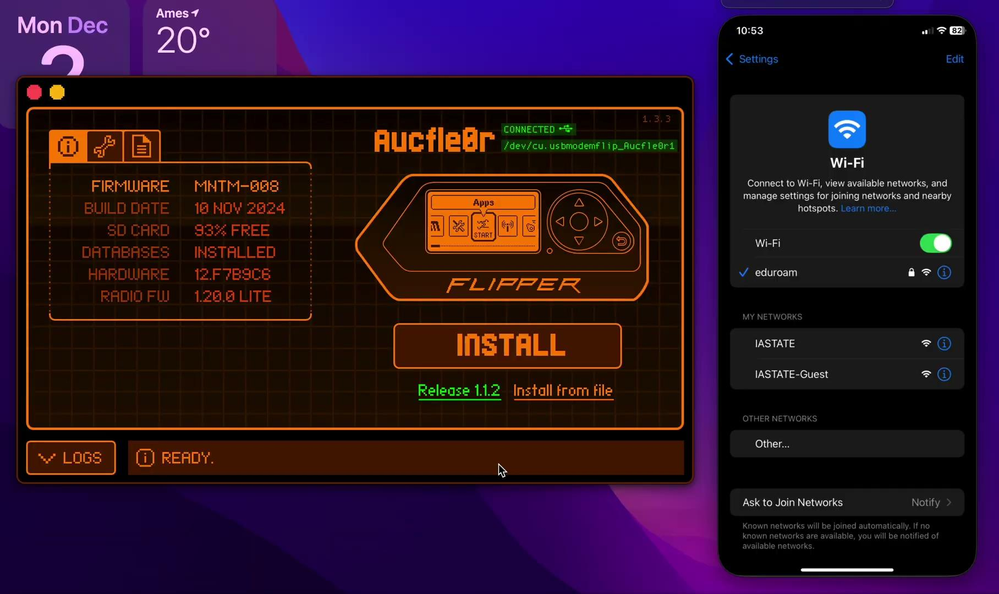 Mon Dec
Ames
20°
1.3.3
Aucfle0r
CONNECTED
/dev/cu.usbmodemflip_Aucfle0r1
FIRMWARE MNTM-008
BUILD DATE 10 NOV 2024
SD CARD 93% FREE
DATABASES INSTALLED
HARDWARE 12.F7B9C6
RADIO FW 1.20.0 LITE
Apps
START
FLIPPER
INSTALL
Release 1.1.2 Install from file
LOGS
READY.
10:53
82
Settings
Edit
Wi-Fi
Connect to Wi-Fi, view available networks, and
manage settings for joining networks and nearby
hotspots. Learn more...
Wi-Fi
eduroam
MY NETWORKS
IASTATE
IASTATE-Guest
OTHER NETWORKS
Other...
Ask to Join Networks Notify
Known networks will be joined automatically. If no
known networks are available, you will be notified of
available networks.